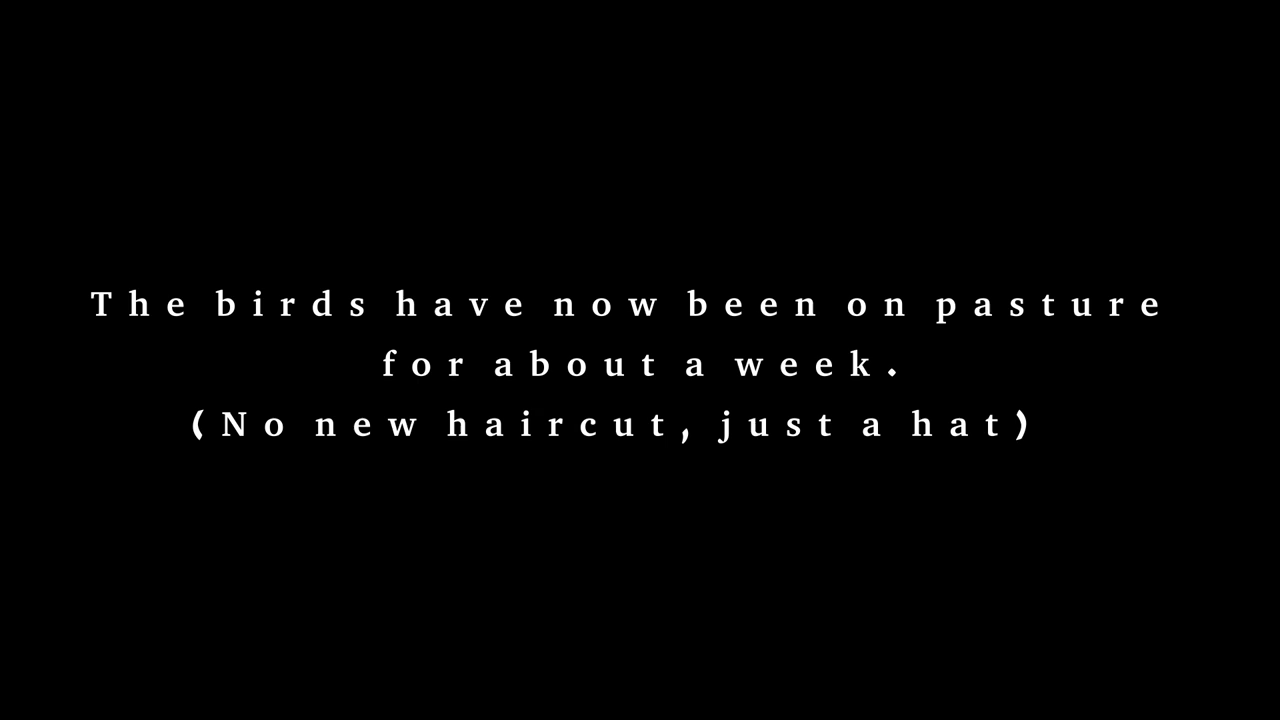 The birds have now been on pasture
for about a week.
(No new haircut, just a hat)